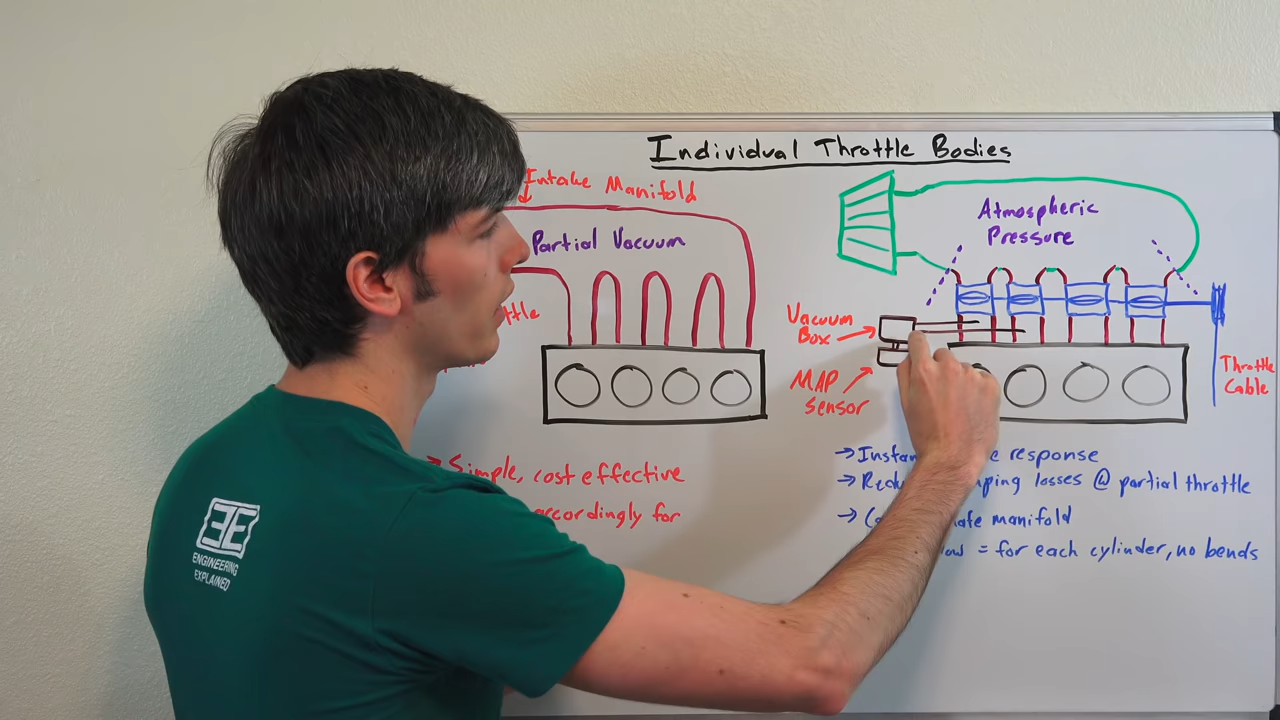 Individual Throttle Bodies
Intake Manifold
Partial Vacuum
Atmospheric
Pressure
Vacuum
Box
MAP
Sensor
Throttle
Cable
Simple, cost effective
accordingly for
→ response
→ losses @ partial throttle
→ manifold
= for each cylinder, no bends
EE
ENGINEERING
EXPLAINED